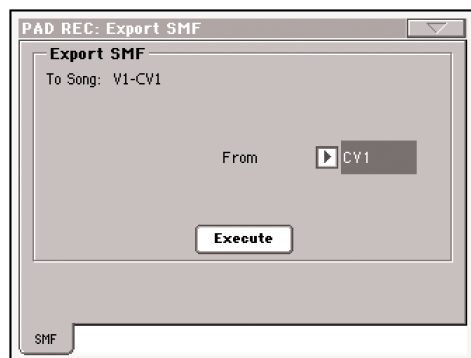 PAD REC: Export SMF
Export SMF
To Song: V1-CV1
From CV1
Execute
SMF